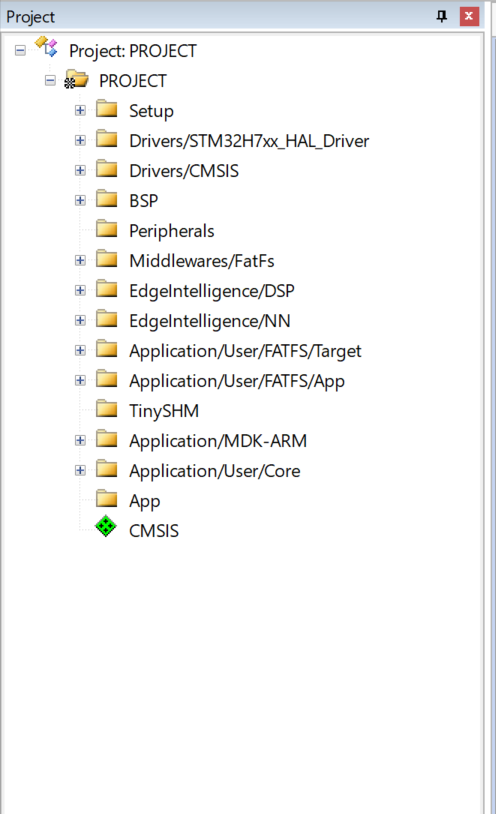 Project
Project: PROJECT
PROJECT
Setup
Drivers/STM32H7xx_HAL_Driver
Drivers/CMSIS
BSP
Peripherals
Middlewares/FatFs
EdgeIntelligence/DSP
EdgeIntelligence/NN
Application/User/FATFS/Target
Application/User/FATFS/App
TinySHM
Application/MDK-ARM
Application/User/Core
App
CMSIS